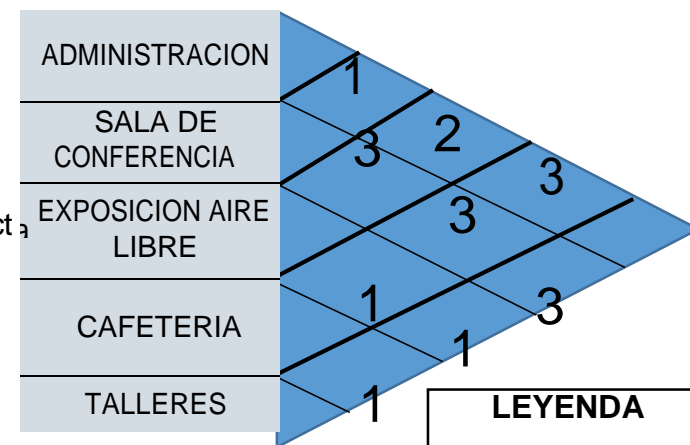 ADMINISTRACION
1
SALA DE
CONFERENCIA
3
2
3
EXPOSICION AIRE
LIBRE
3
CAFETERIA
1
3
1
TALLERES
1
LEYENDA